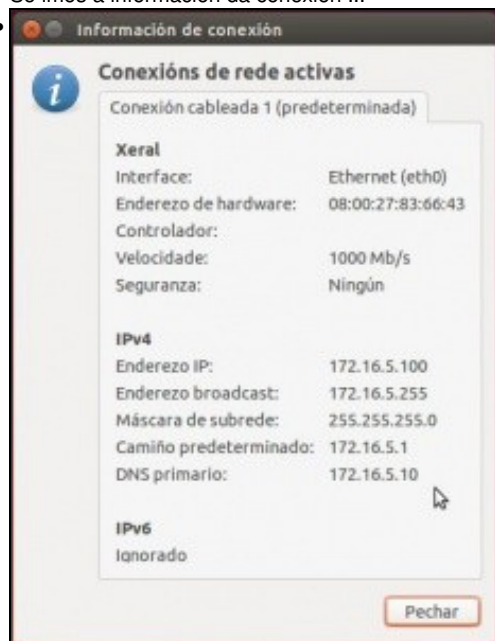 Información de conexión
Conexións de rede activas
Conexión cableada 1 (predeterminada)
Xeral
Interface: Ethernet (eth0)
Enderezo de hardware: 08:00:27:83:66:43
Controlador:
Velocidade: 1000 Mb/s
Seguranza: Ningún
IPv4
Enderezo IP: 172.16.5.100
Enderezo broadcast: 172.16.5.255
Máscara de subrede: 255.255.255.0
Camiño predeterminado: 172.16.5.1
DNS primario: 172.16.5.10
IPv6
Ignorado
Pechar